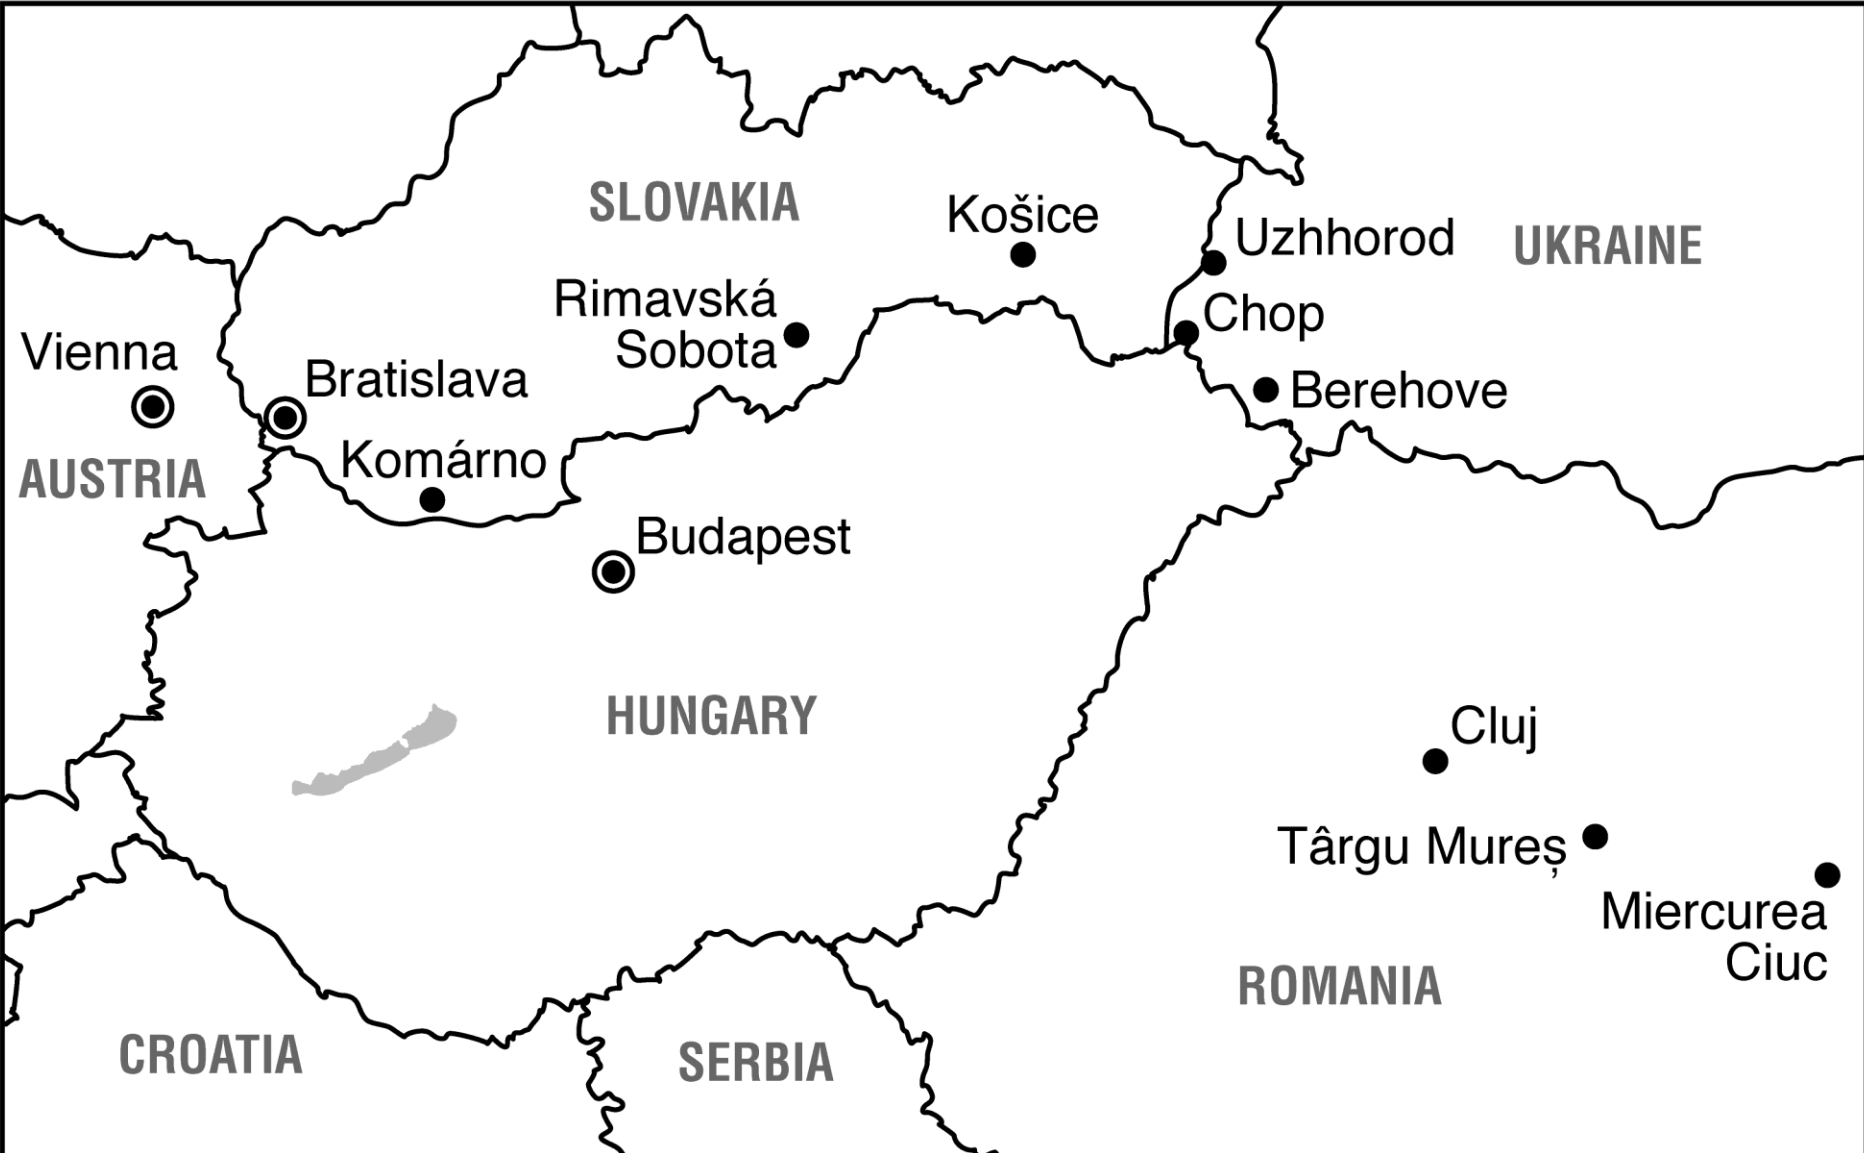 SLOVAKIA
Košice
Uzhhorod
UKRAINE
Rimavská
Sobota
Chop
Vienna
Bratislava
Berehove
Komárno
AUSTRIA
Budapest
HUNGARY
Cluj
Târgu Mureș
Miercurea
Ciuc
ROMANIA
CROATIA
SERBIA